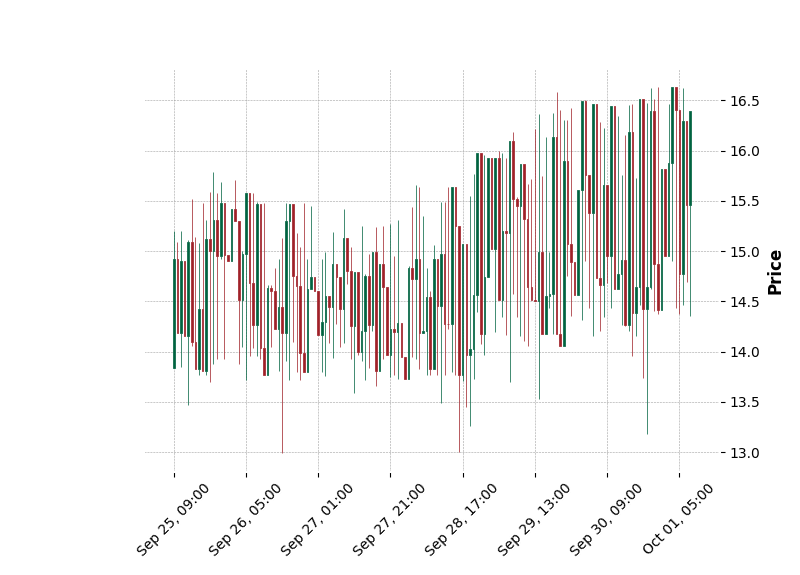 16.5
16.0
15.5
15.0
14.5
14.0
13.5
13.0
Price
Sep 25, 09:00
Sep 26, 05:00
Sep 27, 01:00
Sep 27, 21:00
Sep 28, 17:00
Sep 29, 13:00
Sep 30, 09:00
Oct 01, 05:00